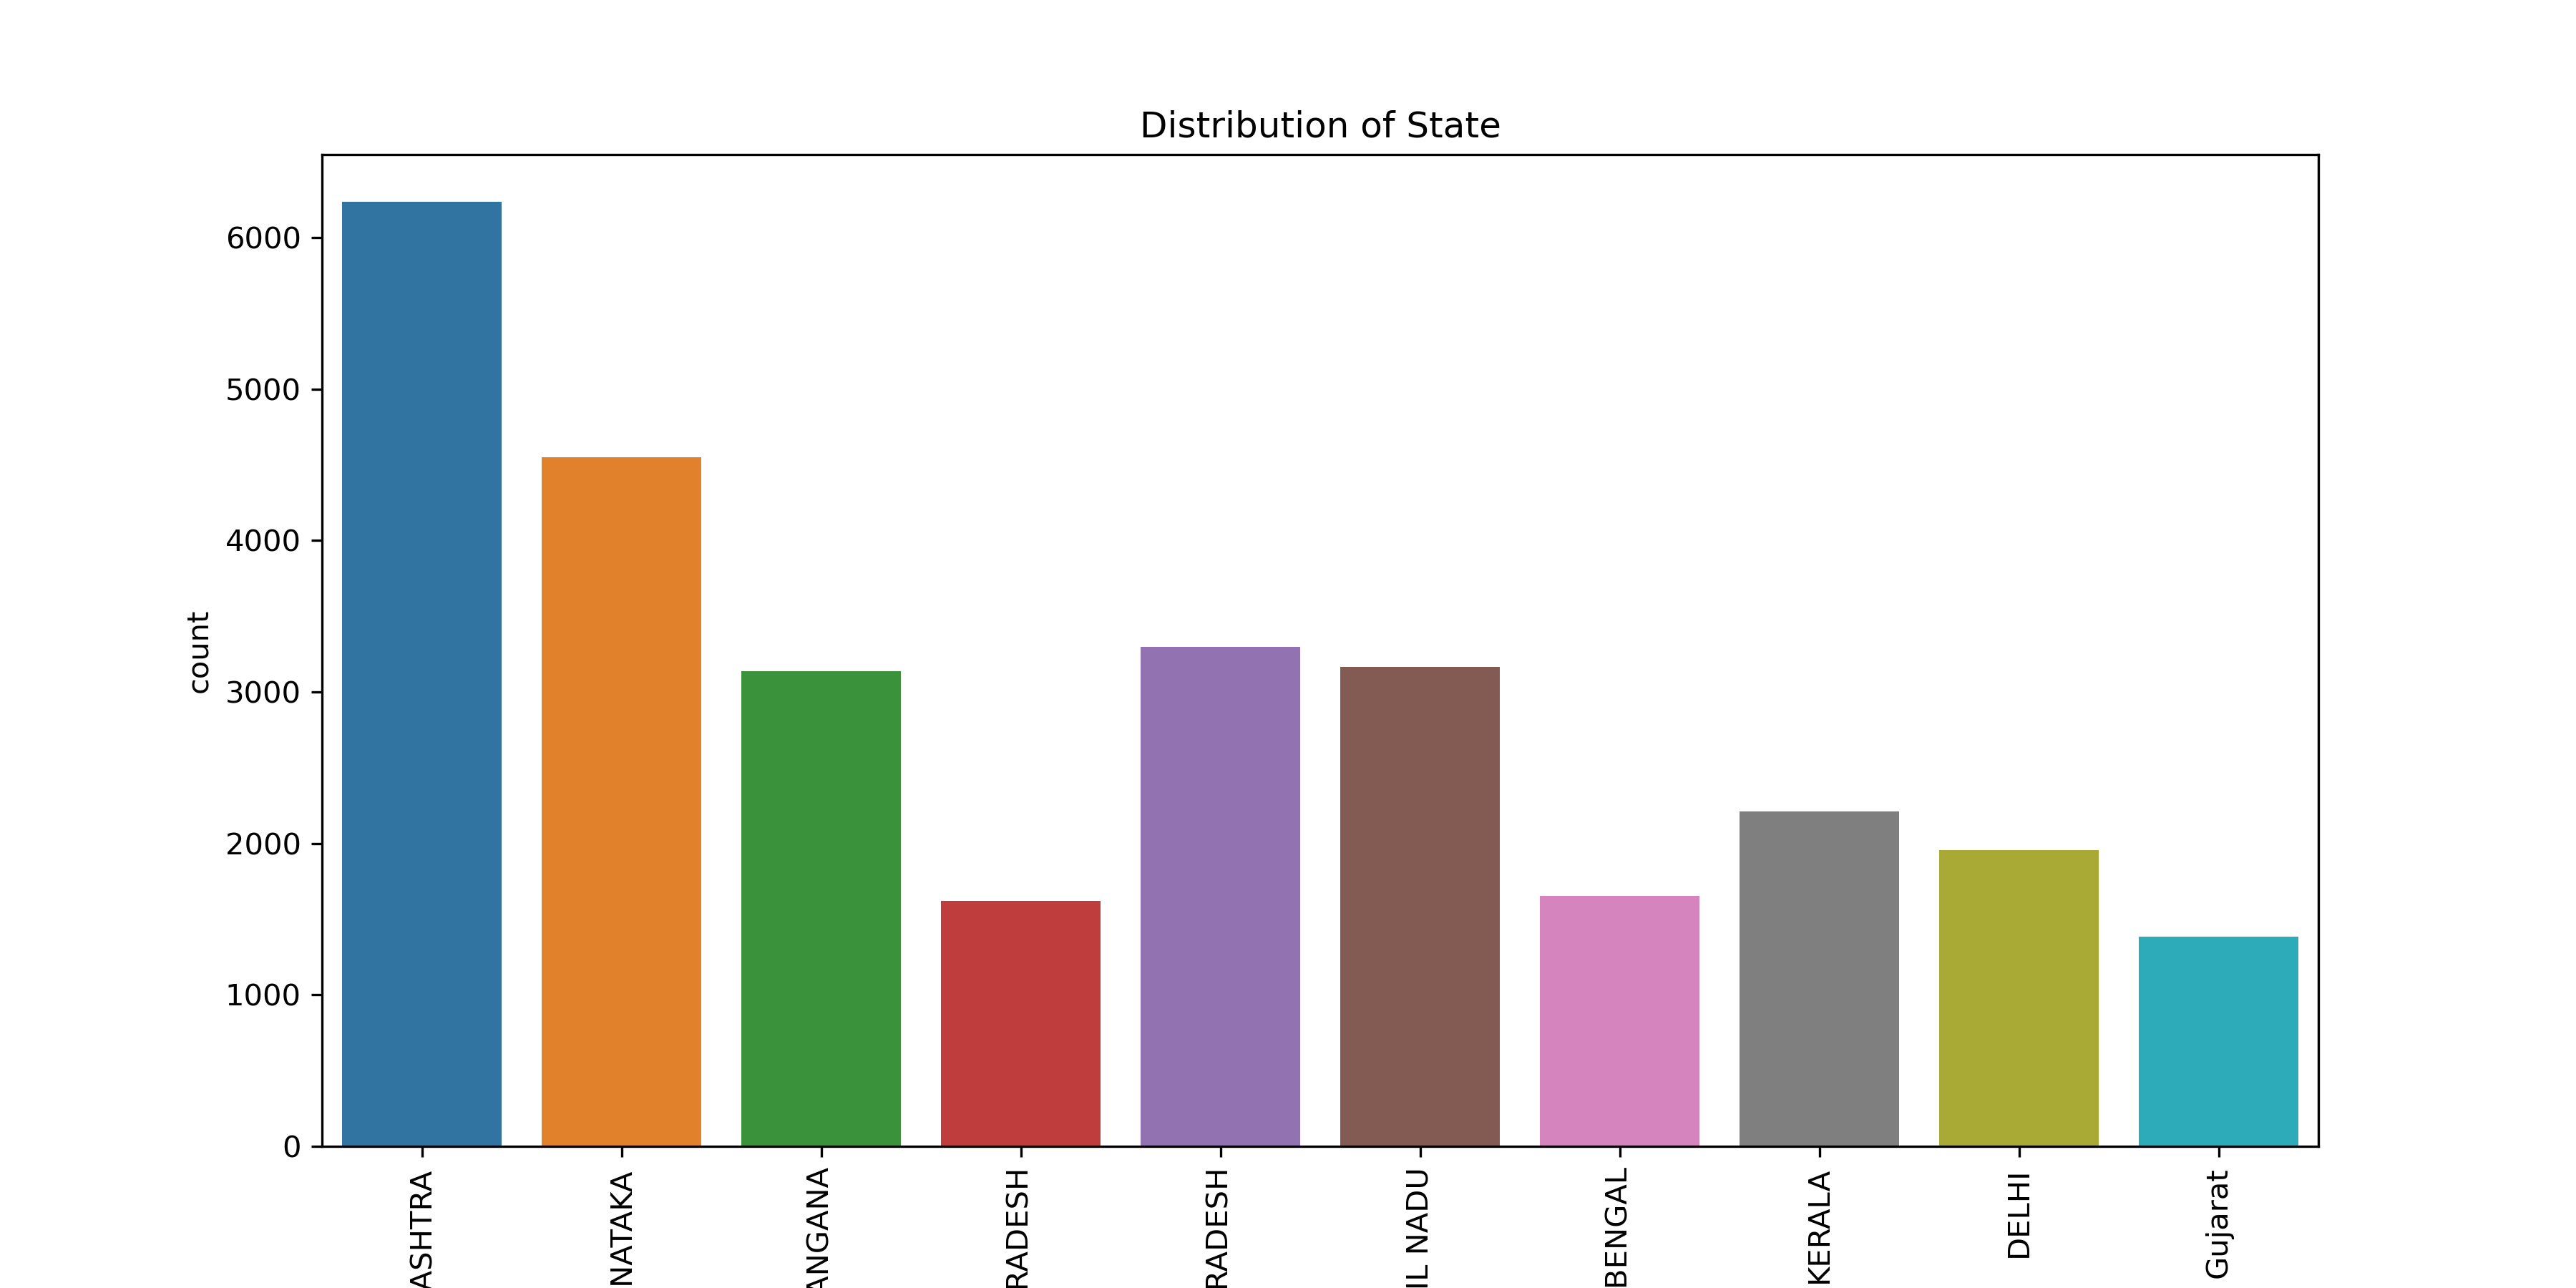 Distribution of State
count
6000
5000
4000
3000
2000
1000
0
ASHTRA
NATAKA
ANGANA
RADESH
RADESH
IL NADU
BENGAL
KERALA
DELHI
Gujarat